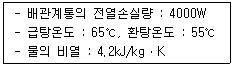 - 배관계통의 전열손실량 : 4000W
- 급탕온도 : 65℃, 환탕온도 : 55℃
- 물의 비열 : 4.2kJ/kg·K